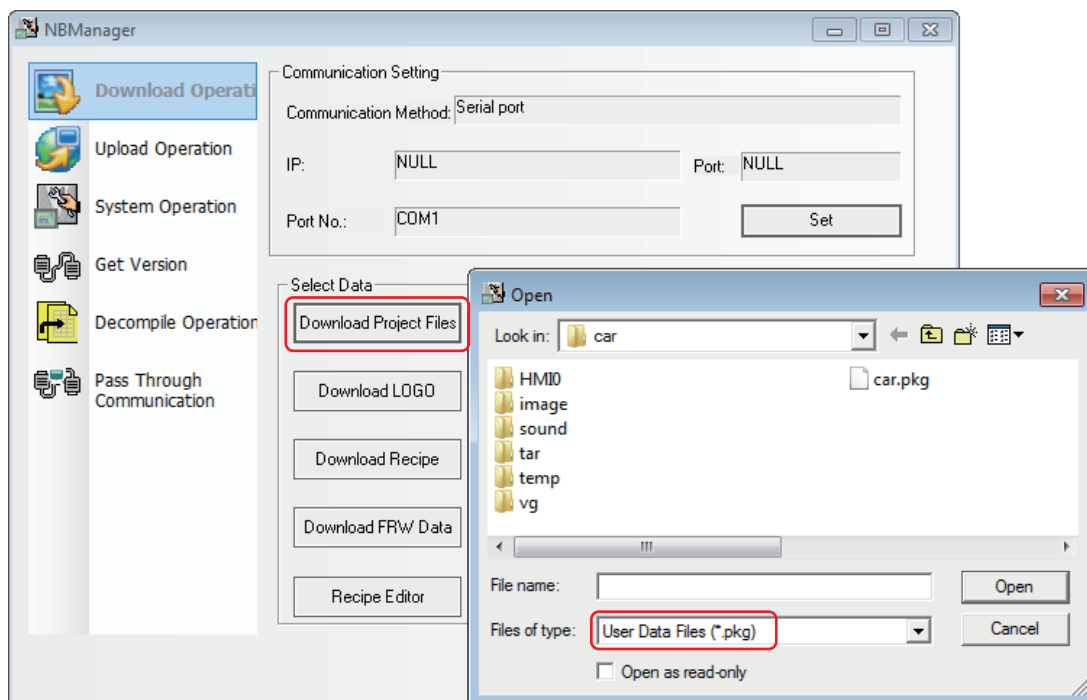 NBManager
Download Operati
Upload Operation
System Operation
Get Version
Decompile Operation
Pass Through
Communication
Communication Setting
Communication Method: Serial port
IP: NULL Port: NULL
Port No.: COM1 Set
Select Data
Download Project Files
Download LOGO
Download Recipe
Download FRW Data
Recipe Editor
Open
Look in: car
HMI0 car.pkg
image
sound
tar
temp
vg
File name: Open
Files of type: User Data Files (*.pkg) Cancel
Open as read-only